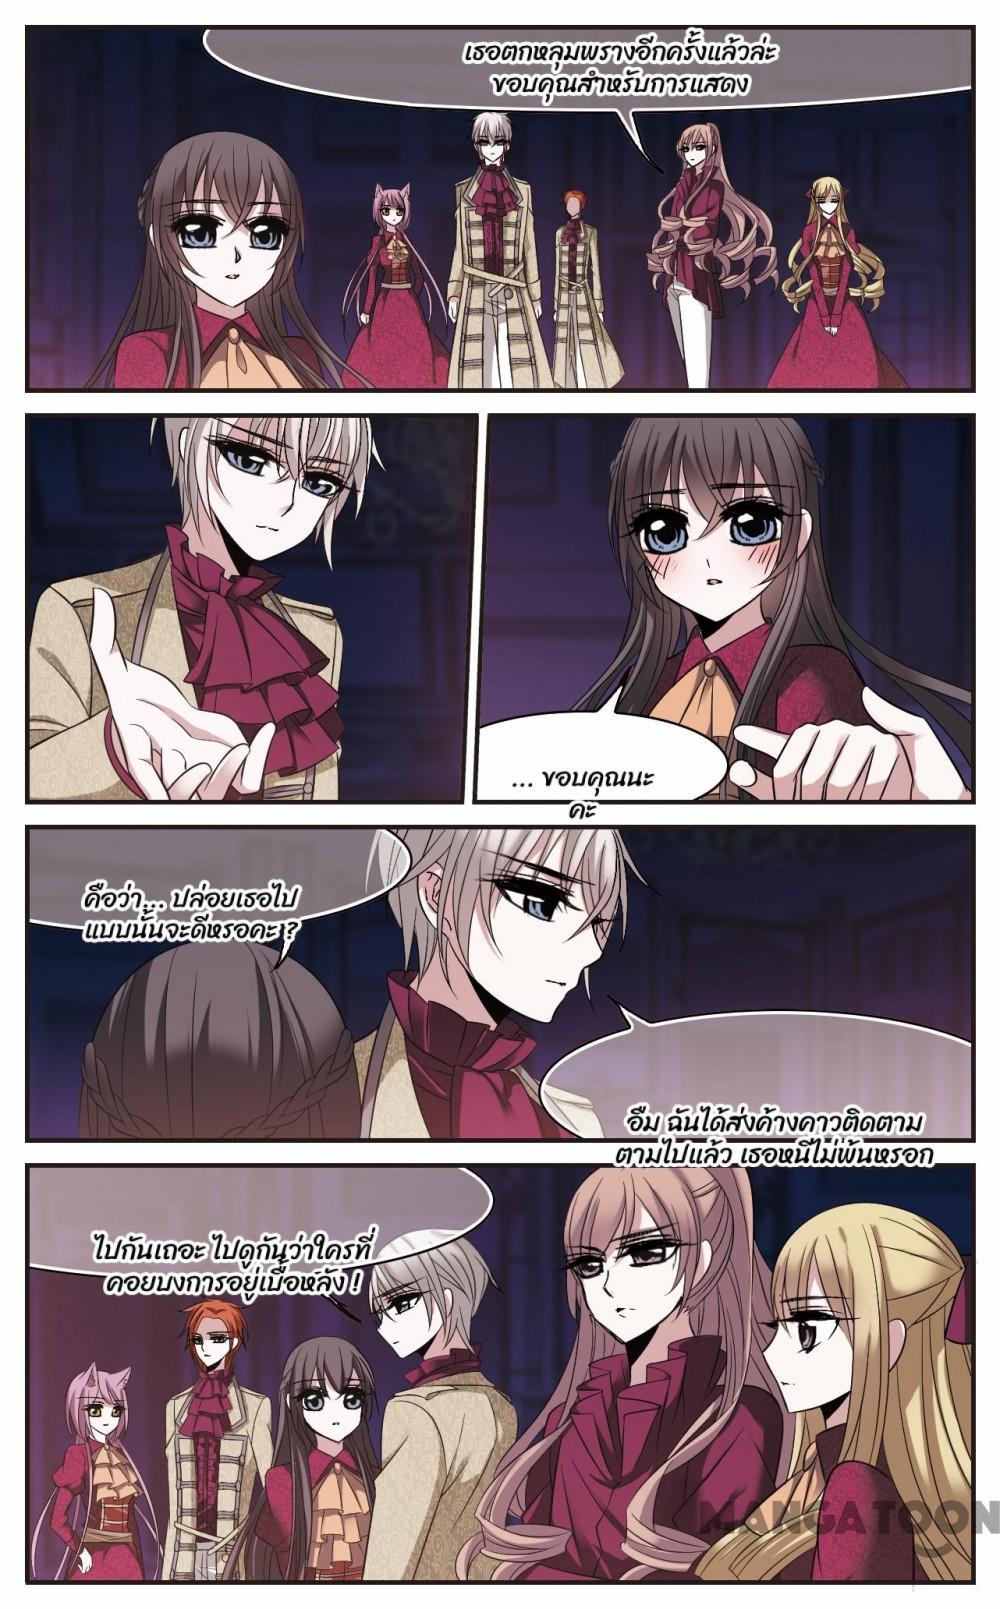 เธอตกหลุมพรางอีกครั้งแล้วล่ะ
ขอบคุณสำหรับการแสดง
... ขอบคุณนะ
คะ
คือว่า... ปล่อยเธอไป
แบบนั้นจะดีหรอคะ ?
อืม ฉันได้ส่งค้างคาวติดตาม
ตามไปแล้ว เธอหนีไม่พ้นหรอก
ไปกันเถอะ ไปดูกันว่าใครที่
คอยบงการอยู่เบื้อหลัง !
MANGATOON